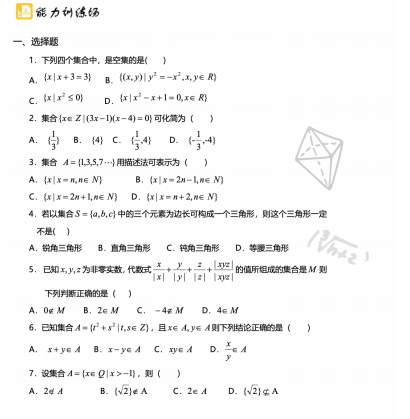 能力训练场
一、选择题
1. 下列四个集合中，是空集的是( )
A. {x | x + 3 = 3} B. {(x, y) | y² = −x², x, y ∈ R}
C. {x | x² ≤ 0} D. {x | x² − x + 1 = 0, x ∈ R}
2. 集合 {x ∈ Z | (3x − 1)(x − 4) = 0} 可化简为（ ）
A. {1/3} B. {4} C. {1/3, 4} D. {-1/3, -4}
3. 集合 A = {1,3,5,7⋯} 用描述法可表示为（ ）
A. {x | x = n, n ∈ N} B. {x | x = 2n − 1, n ∈ N}
C. {x | x = 2n + 1, n ∈ N} D. {x | x = n + 2, n ∈ N}
4. 若以集合 S = {a, b, c} 中的三个元素为边长可构成一个三角形，则这个三角形一定
不是( )
A. 锐角三角形 B. 直角三角形 C. 钝角三角形 D. 等腰三角形
5. 已知 x, y, z 为非零实数, 代数式 x/|x| + y/|y| + z/|z| + |xyz|/|xyz| 的值所组成的集合是 M 则
下列判断正确的是（ ）
A. 0 ∉ M B. 2 ∈ M C. −4 ∉ M D. 4 ∈ M
6. 已知集合 A = {t² + s² | t, s ∈ Z}，且 x ∈ A, y ∈ A 则下列结论正确的是（ ）
A. x + y ∈ A B. x − y ∈ A C. xy ∈ A D. x/y ∈ A
7. 设集合 A = {x ∈ Q | x > −1}，则（ ）
A. 2 ∉ A B. {√2} ∉ A C. 2 ∈ A D. {√2} ⊊ A